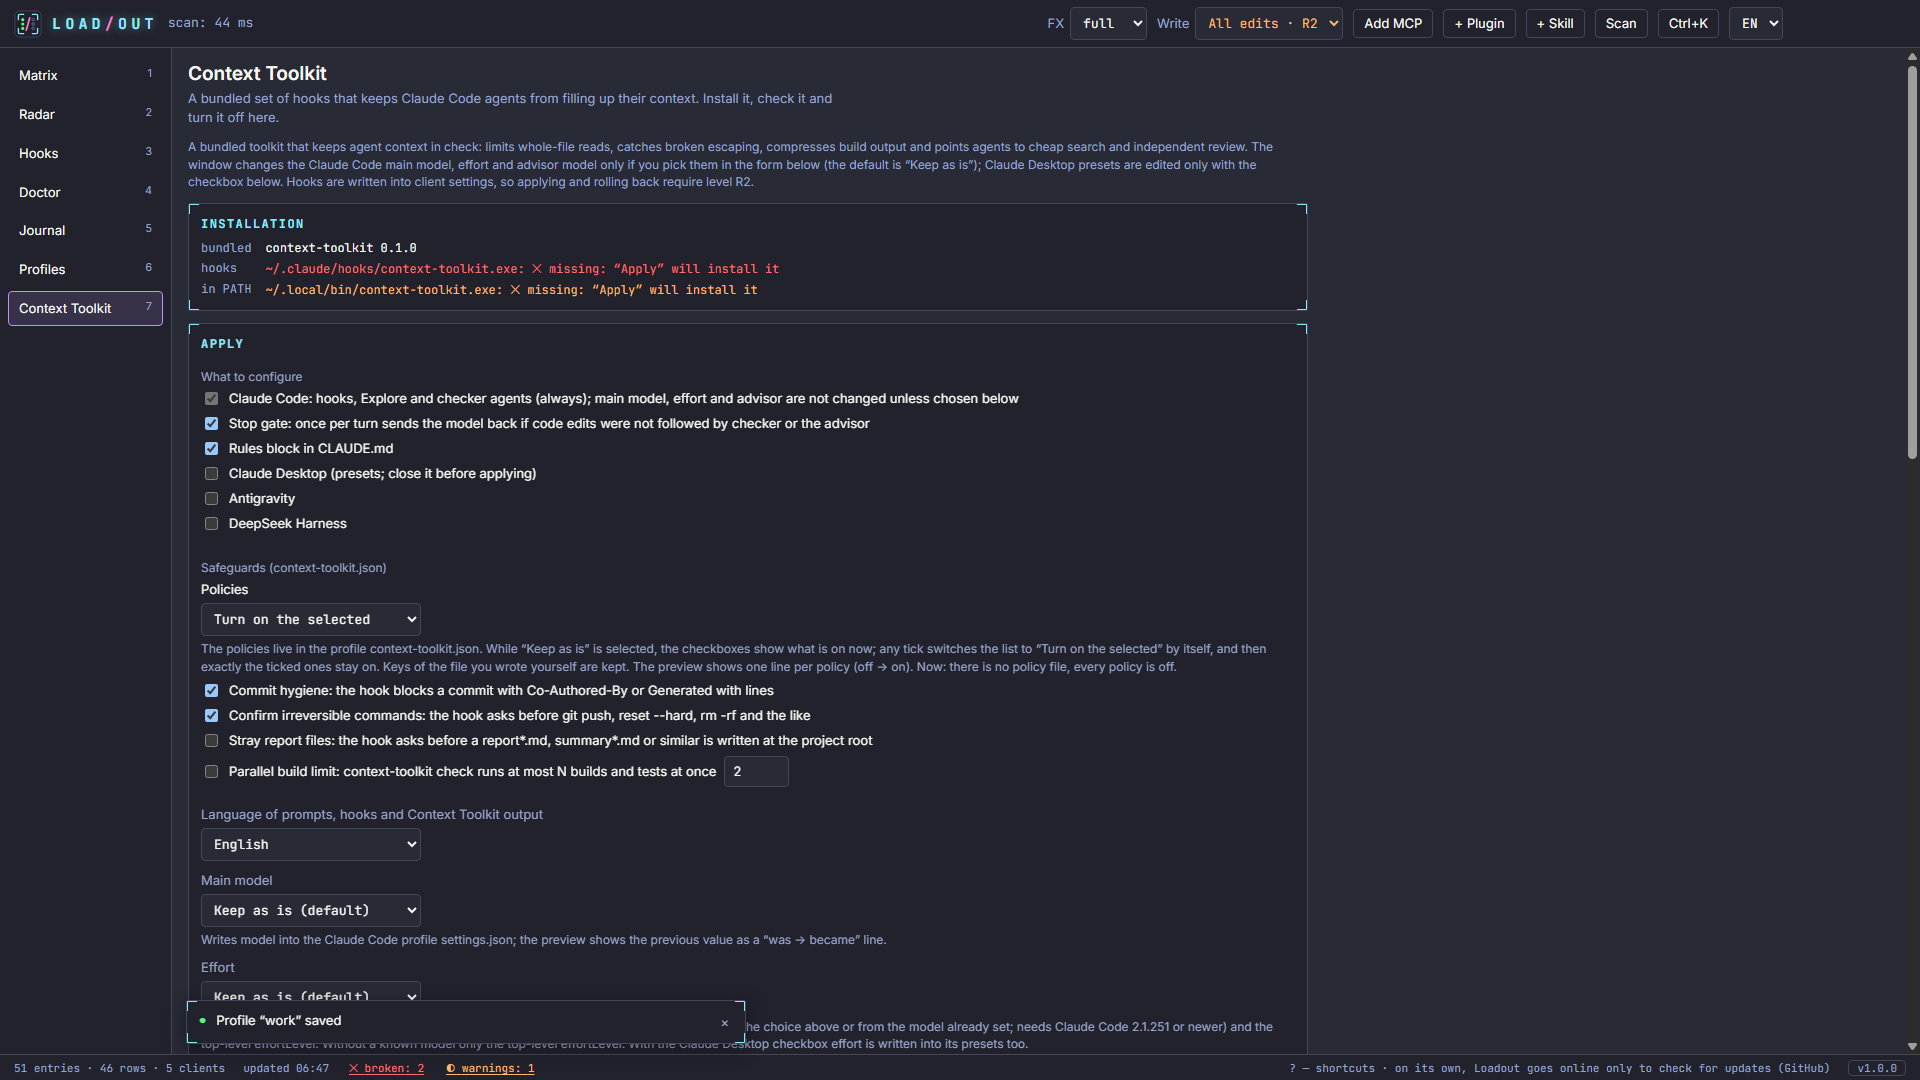 LOAD/OUT scan: 44 ms
FX full Write All edits · R2 Add MCP + Plugin + Skill Scan Ctrl+K EN
Matrix 1
Radar 2
Hooks 3
Doctor 4
Journal 5
Profiles 6
Context Toolkit 7
Context Toolkit
A bundled set of hooks that keeps Claude Code agents from filling up their context. Install it, check it and
turn it off here.
A bundled toolkit that keeps agent context in check: limits whole-file reads, catches broken escaping, compresses build output and points agents to cheap search and independent review. The
window changes the Claude Code main model, effort and advisor model only if you pick them in the form below (the default is “Keep as is”); Claude Desktop presets are edited only with the
checkbox below. Hooks are written into client settings, so applying and rolling back require level R2.
INSTALLATION
bundled context-toolkit 0.1.0
hooks ~/.claude/hooks/context-toolkit.exe: ✕ missing: “Apply” will install it
in PATH ~/.local/bin/context-toolkit.exe: ✕ missing: “Apply” will install it
APPLY
What to configure
Claude Code: hooks, Explore and checker agents (always); main model, effort and advisor are not changed unless chosen below
Stop gate: once per turn sends the model back if code edits were not followed by checker or the advisor
Rules block in CLAUDE.md
Claude Desktop (presets; close it before applying)
Antigravity
DeepSeek Harness
Safeguards (context-toolkit.json)
Policies
Turn on the selected
The policies live in the profile context-toolkit.json. While “Keep as is” is selected, the checkboxes show what is on now; any tick switches the list to “Turn on the selected” by itself, and then
exactly the ticked ones stay on. Keys of the file you wrote yourself are kept. The preview shows one line per policy (off → on). Now: there is no policy file, every policy is off.
Commit hygiene: the hook blocks a commit with Co-Authored-By or Generated with lines
Confirm irreversible commands: the hook asks before git push, reset --hard, rm -rf and the like
Stray report files: the hook asks before a report*.md, summary*.md or similar is written at the project root
Parallel build limit: context-toolkit check runs at most N builds and tests at once 2
Language of prompts, hooks and Context Toolkit output
English
Main model
Keep as is (default)
Writes model into the Claude Code profile settings.json; the preview shows the previous value as a “was → became” line.
Effort
Keep as is (default)
Profile “work” saved ×
he choice above or from the model already set; needs Claude Code 2.1.251 or newer) and the
top-level effortLevel. Without a known model only the top-level effortLevel. With the Claude Desktop checkbox effort is written into its presets too.
51 entries · 46 rows · 5 clients updated 06:47 ✕ broken: 2 ◐ warnings: 1 ? — shortcuts · on its own, Loadout goes online only to check for updates (GitHub) v1.0.0